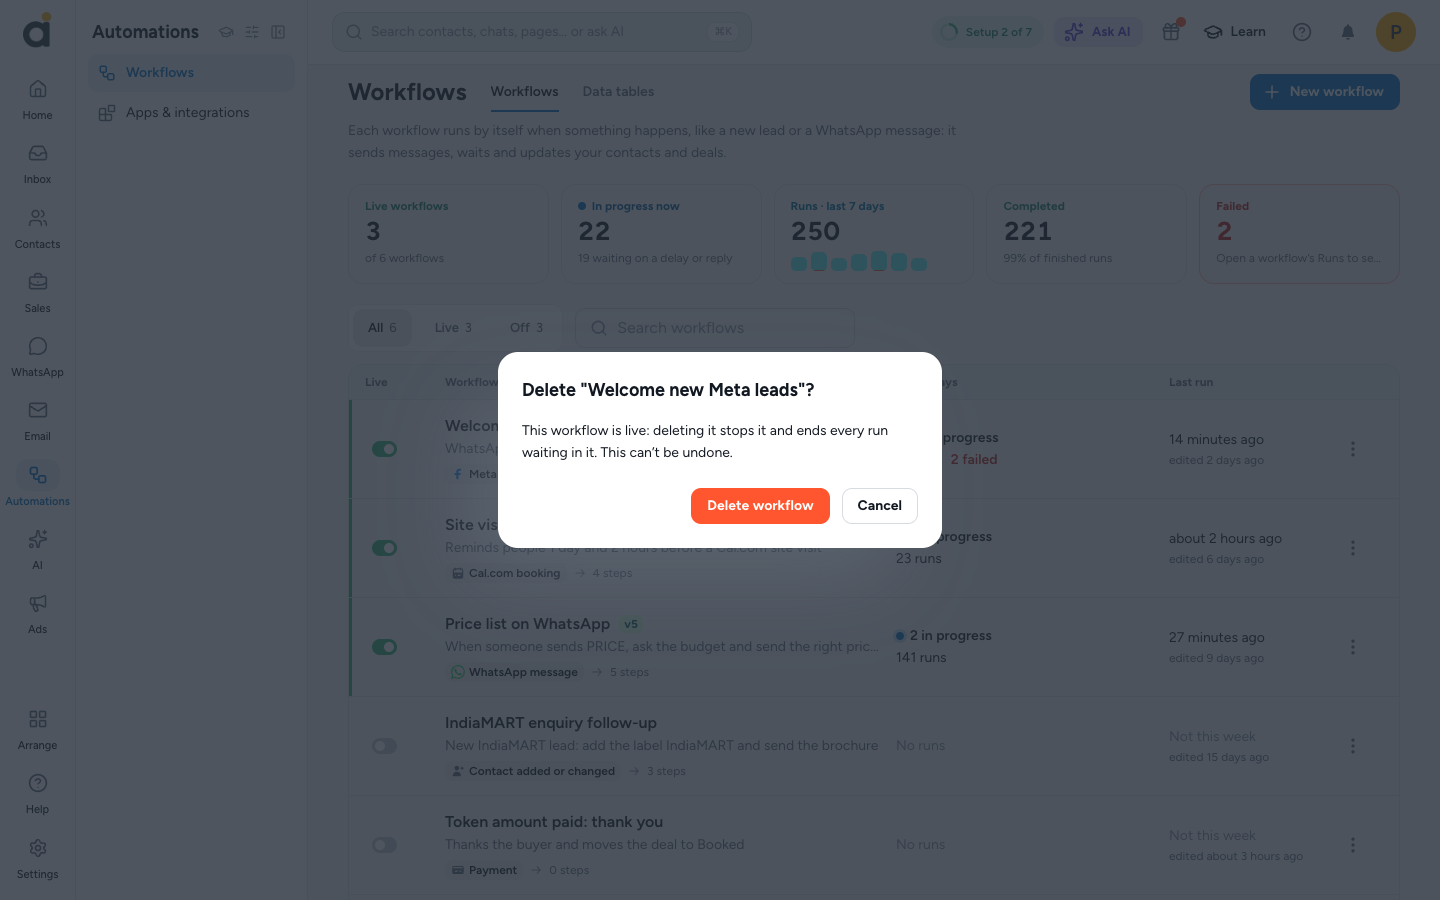 Automations
Search contacts, chats, pages... or ask AI
⌘K
Setup 2 of 7
Ask AI
Learn
P
Workflows
Apps & integrations
Home
Inbox
Contacts
Sales
WhatsApp
Email
Automations
AI
Ads
Arrange
Help
Settings
Workflows
Workflows
Data tables
New workflow
Each workflow runs by itself when something happens, like a new lead or a WhatsApp message: it
sends messages, waits and updates your contacts and deals.
Live workflows
3
of 6 workflows
In progress now
22
19 waiting on a delay or reply
Runs · last 7 days
250
Completed
221
99% of finished runs
Failed
2
Open a workflow's Runs to se...
All 6
Live 3
Off 3
Search workflows
Live
Last run
Delete "Welcome new Meta leads"?
This workflow is live: deleting it stops it and ends every run
waiting in it. This can't be undone.
Delete workflow
Cancel
progress
2 failed
14 minutes ago
edited 2 days ago
Meta
Reminds people 1 day and 2 hours before a Cal.com site visit
Cal.com booking → 4 steps
progress
23 runs
about 2 hours ago
edited 6 days ago
Price list on WhatsApp v5
When someone sends PRICE, ask the budget and send the right pric...
WhatsApp message → 5 steps
2 in progress
141 runs
27 minutes ago
edited 9 days ago
IndiaMART enquiry follow-up
New IndiaMART lead: add the label IndiaMART and send the brochure
Contact added or changed → 3 steps
No runs
Not this week
edited 15 days ago
Token amount paid: thank you
Thanks the buyer and moves the deal to Booked
Payment → 0 steps
No runs
Not this week
edited about 3 hours ago